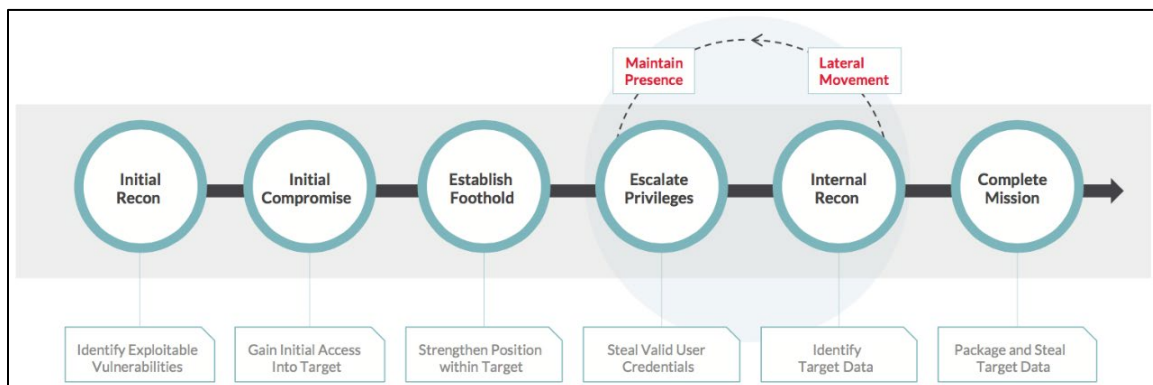 Maintain
Presence
Lateral
Movement
Initial
Recon
Initial
Compromise
Establish
Foothold
Escalate
Privileges
Internal
Recon
Complete
Mission
Identify Exploitable
Vulnerabilities
Gain Initial Access
Into Target
Strengthen Position
within Target
Steal Valid User
Credentials
Identify
Target Data
Package and Steal
Target Data